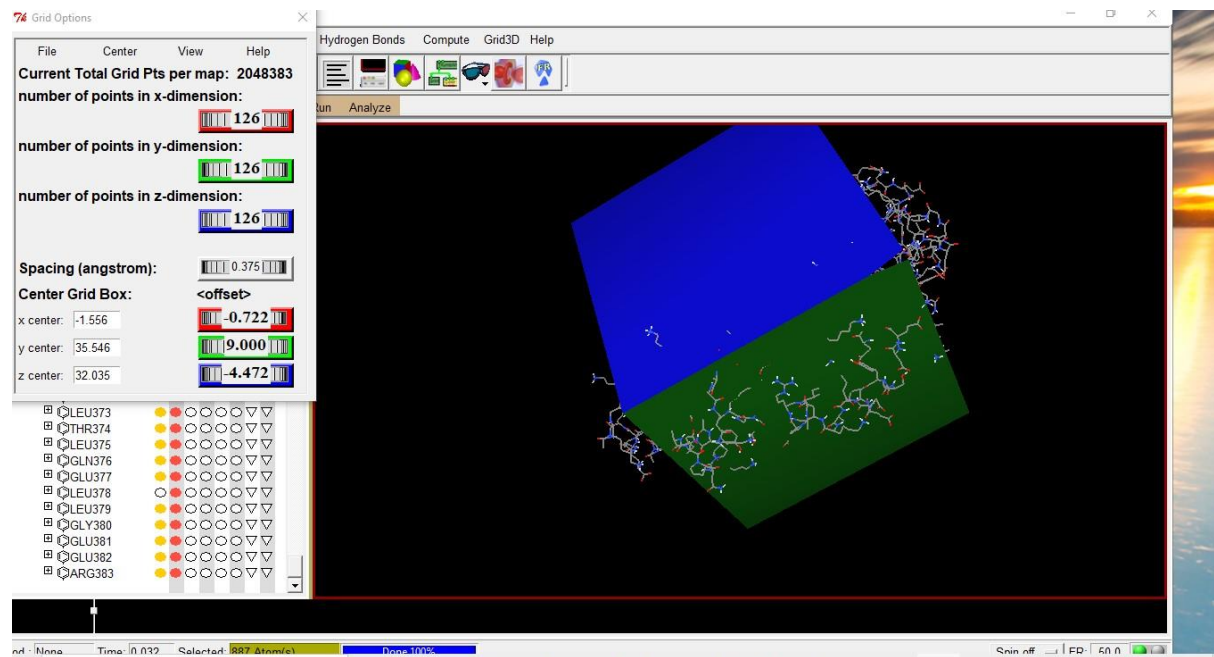 Grid Options
File Center View Help
Current Total Grid Pts per map: 2048383
number of points in x-dimension:
126
number of points in y-dimension:
126
number of points in z-dimension:
126
Spacing (angstrom): 0.375
Center Grid Box: <offset>
x center: -1.556 -0.722
y center: 35.546 9.000
z center: 32.035 -4.472
Hydrogen Bonds Compute Grid3D Help
Run Analyze
LEU373
THR374
LEU375
GLN376
GLU377
LEU378
LEU379
GLY380
GLU381
GLU382
ARG383
None Time: 0.032 Selected: 887 Atom(s) Done 100% Spin off FR: 50.0